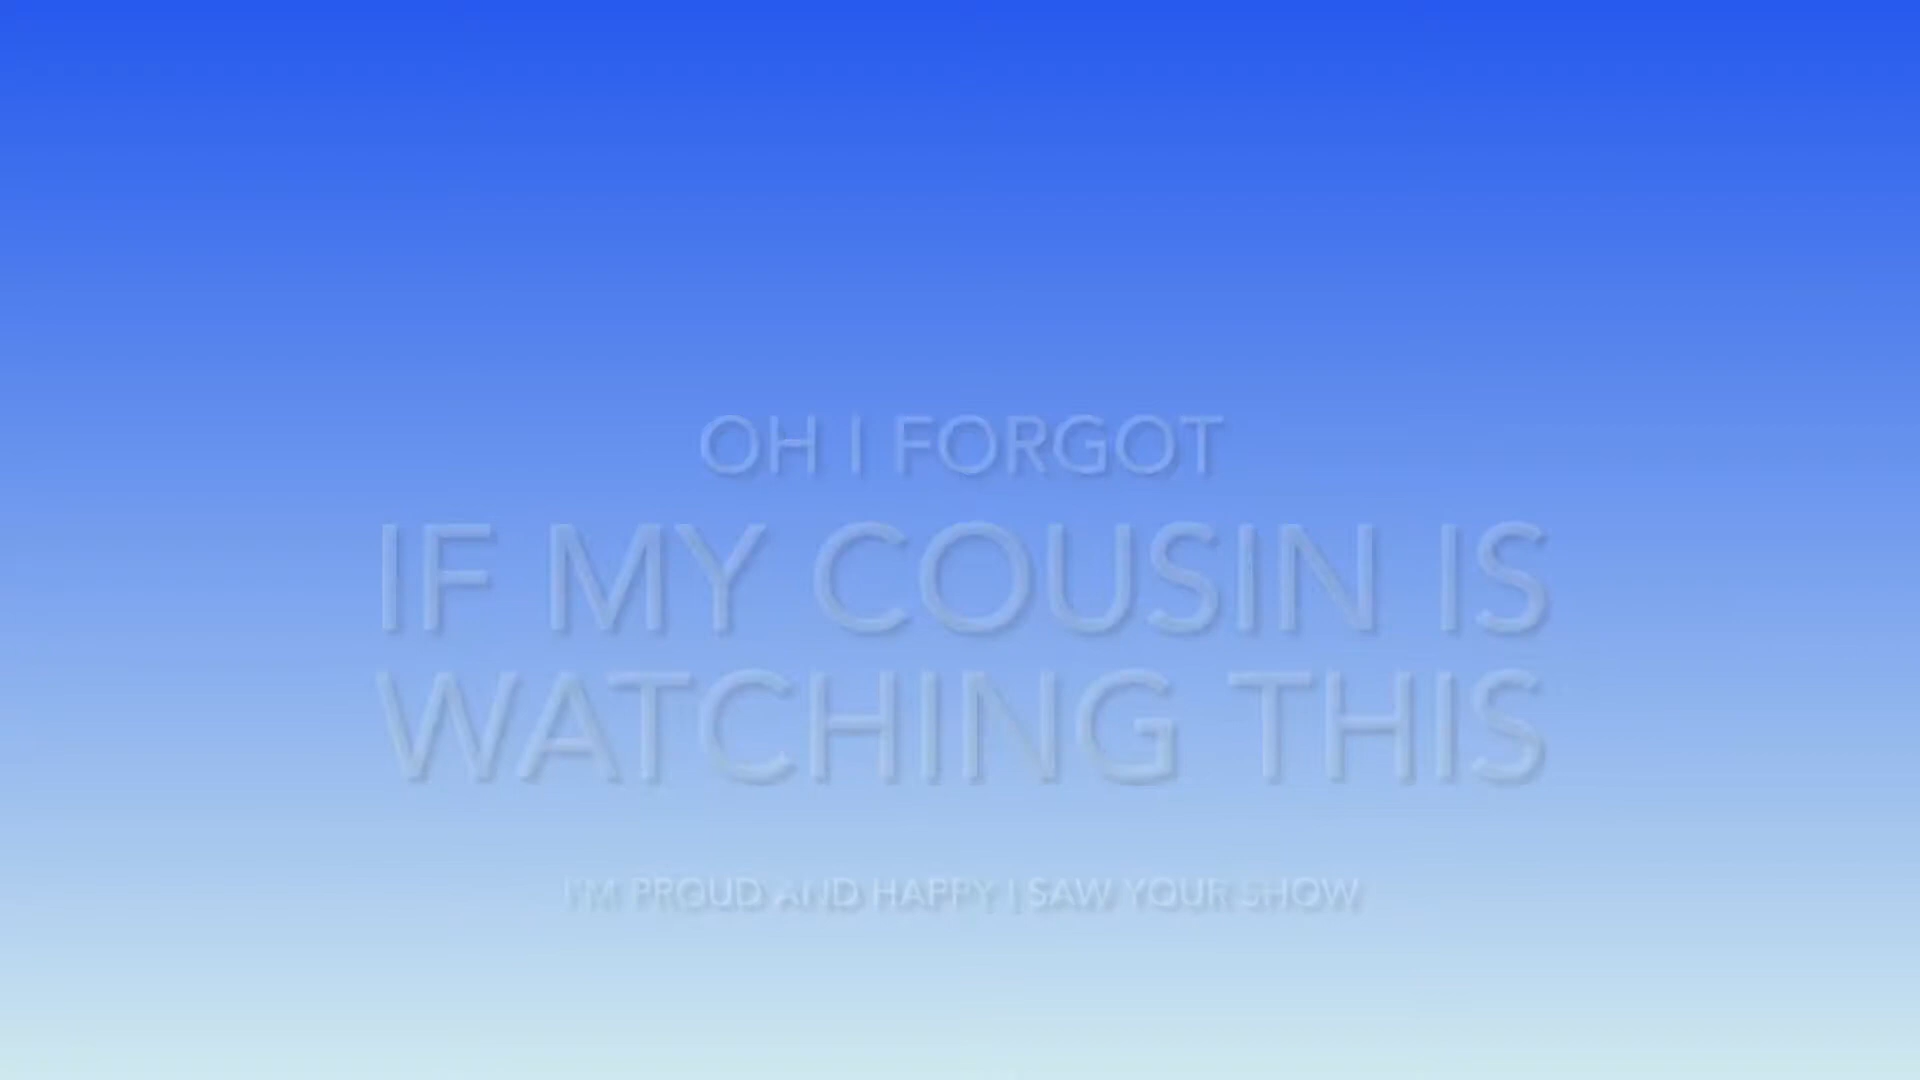 OH I FORGOT
IF MY COUSIN IS
WATCHING THIS
I'M PROUD AND HAPPY I SAW YOUR SHOW